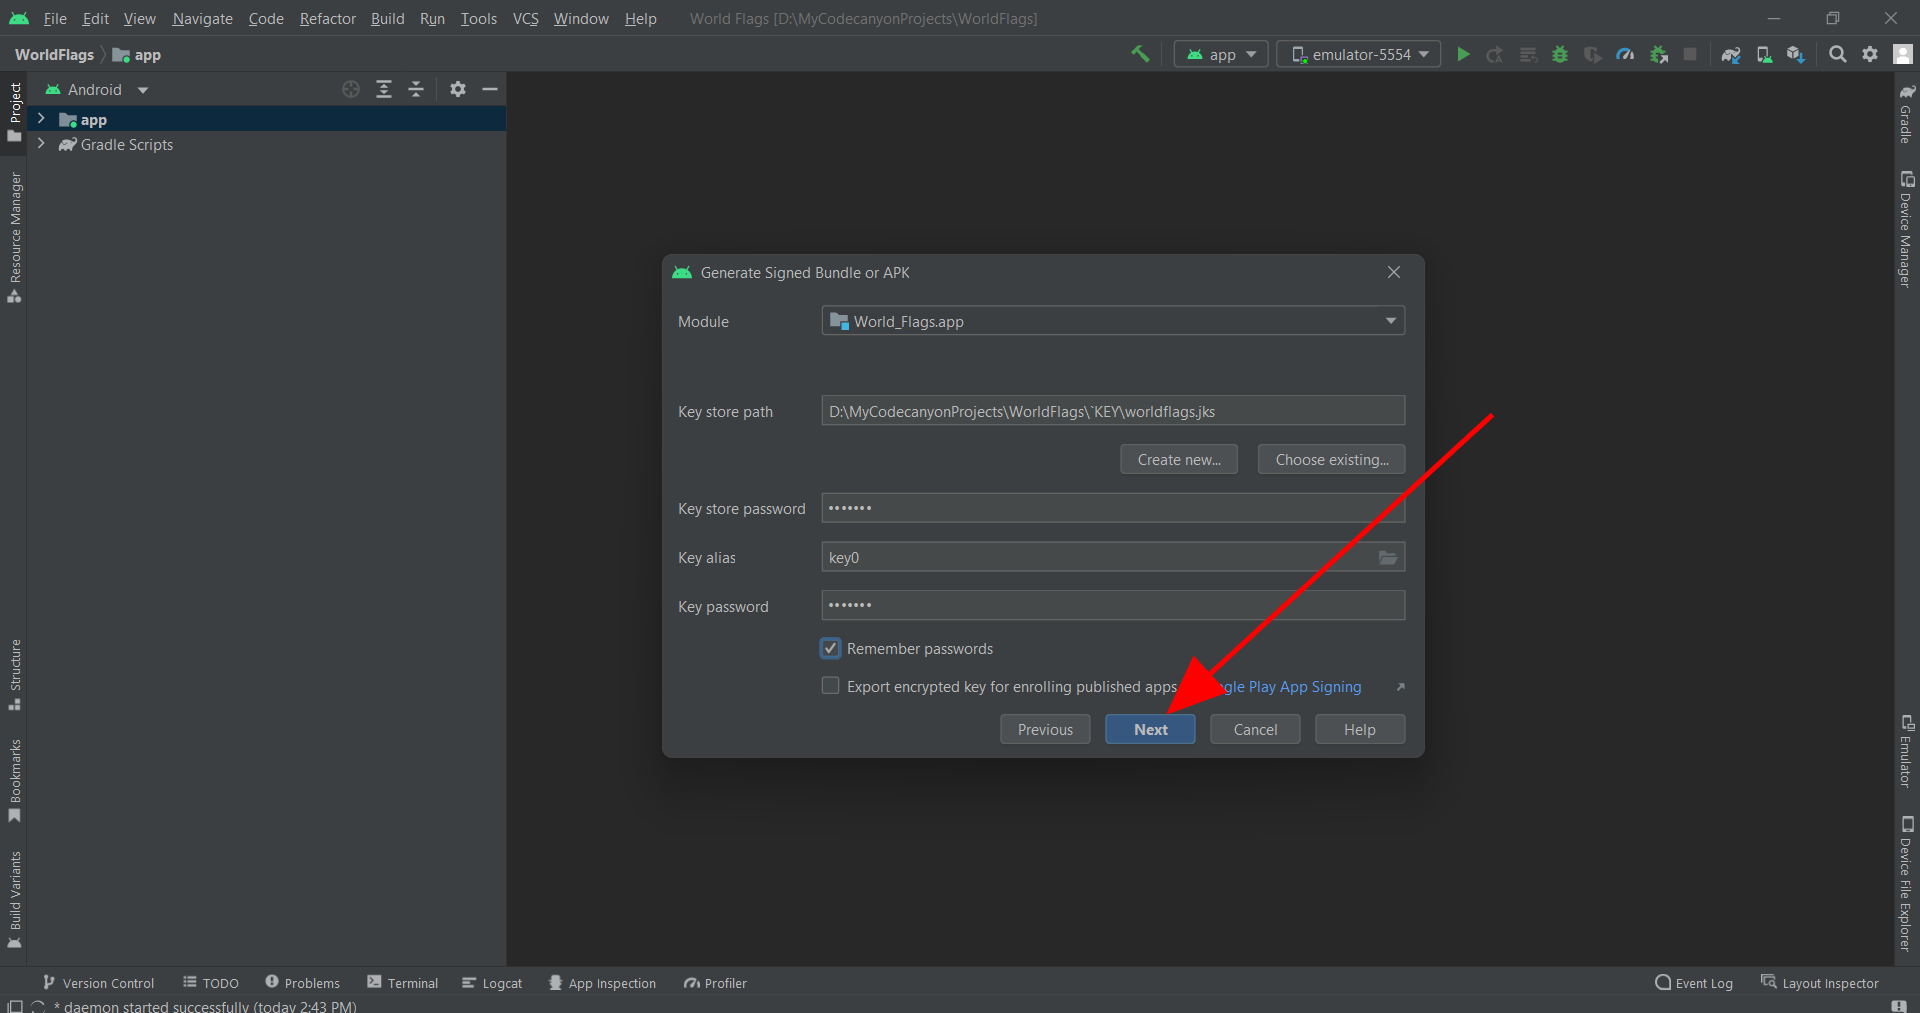 File Edit View Navigate Code Refactor Build Run Tools VCS Window Help World Flags [D:\MyCodecanyonProjects\WorldFlags]
WorldFlags app app emulator-5554
Project
Android
app
Gradle Scripts
Resource Manager
Structure
Bookmarks
Build Variants
Generate Signed Bundle or APK
Module World_Flags.app
Key store path D:\MyCodecanyonProjects\WorldFlags\`KEY\worldflags.jks
Create new... Choose existing...
Key store password •••••••
Key alias key0
Key password •••••••
Remember passwords
Export encrypted key for enrolling published apps Play App Signing
Previous Next Cancel Help
Gradle
Device Manager
Emulator
Device File Explorer
Version Control TODO Problems Terminal Logcat App Inspection Profiler Event Log Layout Inspector
* daemon started successfully (today 2:43 PM)